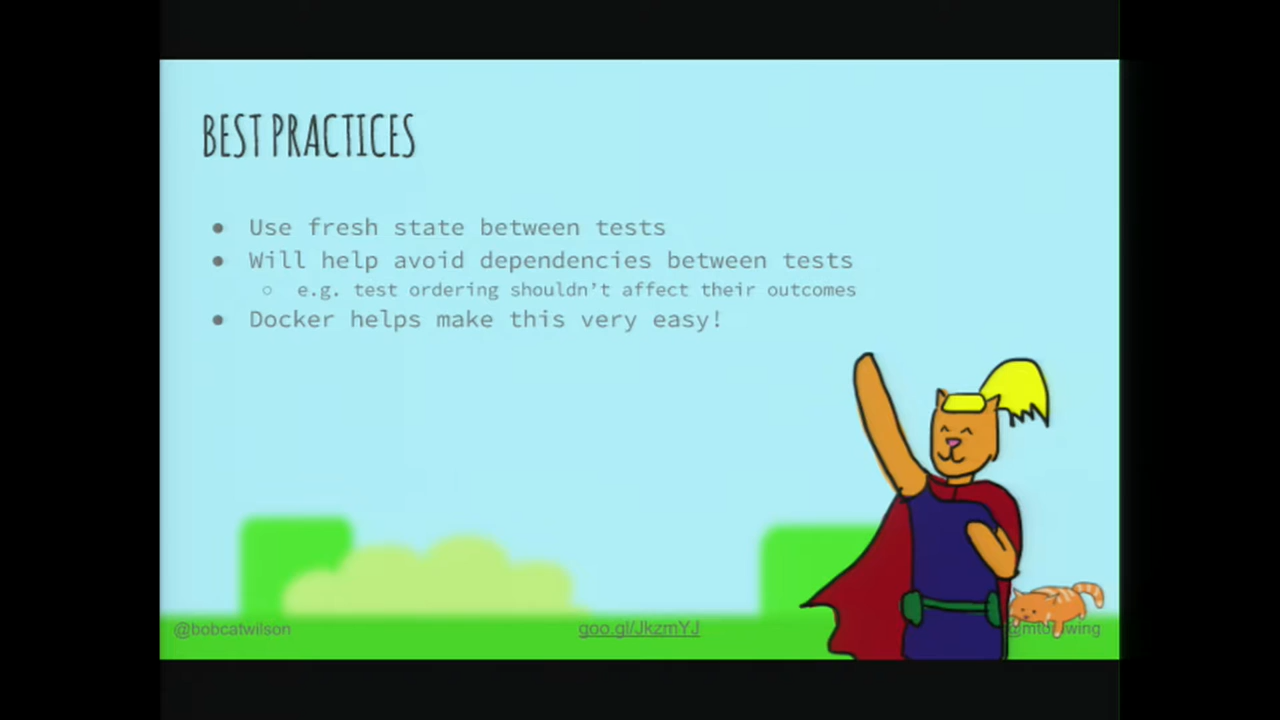 BEST PRACTICES
● Use fresh state between tests
● Will help avoid dependencies between tests
○ e.g. test ordering shouldn't affect their outcomes
● Docker helps make this very easy!
@bobcatwilson
goo.gl/JkzmYJ